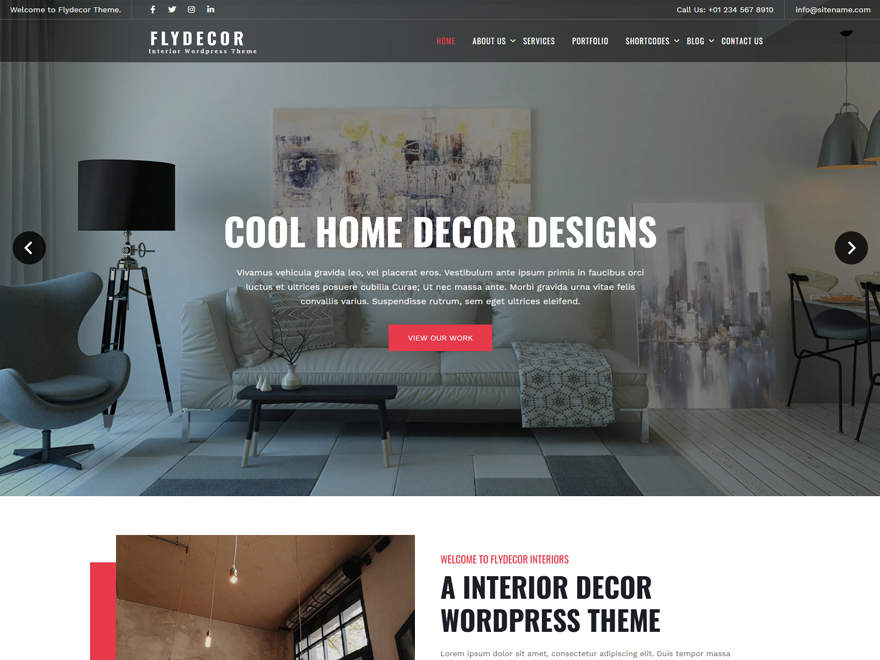 Welcome to Flydecor Theme.
Call Us: +01 234 567 8910
info@sitename.com
FLYDECOR
Interior Wordpress Theme
HOME
ABOUT US
SERVICES
PORTFOLIO
SHORTCODES
BLOG
CONTACT US
COOL HOME DECOR DESIGNS
Vivamus vehicula gravida leo, vel placerat eros. Vestibulum ante ipsum primis in faucibus orci
luctus et ultrices posuere cubilia Curae; Ut nec massa ante. Morbi gravida urna vitae felis
convallis varius. Suspendisse rutrum, sem eget ultrices eleifend.
VIEW OUR WORK
WELCOME TO FLYDECOR INTERIORS
A INTERIOR DECOR
WORDPRESS THEME
Lorem ipsum dolor sit amet, consectetur adipiscing elit. Duis tempor massa